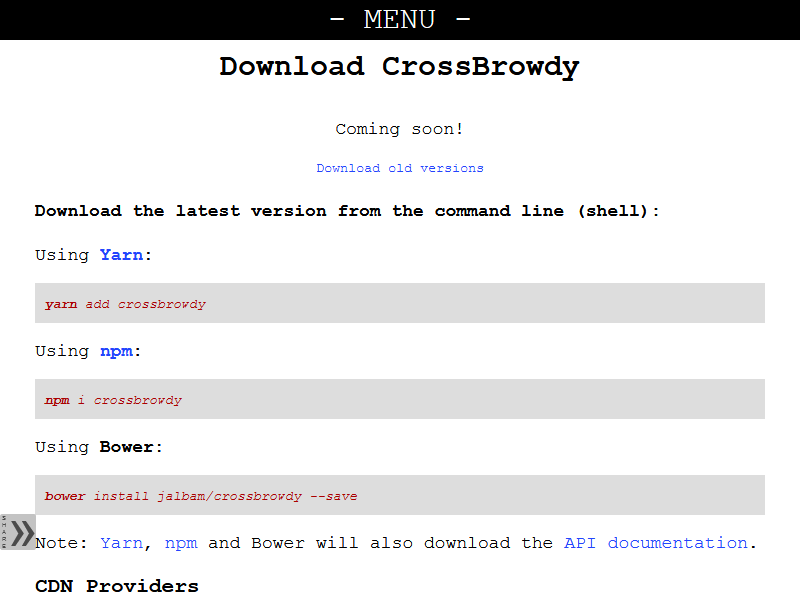 - MENU -
Download CrossBrowdy
Coming soon!
Download old versions
Download the latest version from the command line (shell):
Using Yarn:
yarn add crossbrowdy
Using npm:
npm i crossbrowdy
Using Bower:
bower install jalbam/crossbrowdy --save
SHARE
Note: Yarn, npm and Bower will also download the API documentation.
CDN Providers